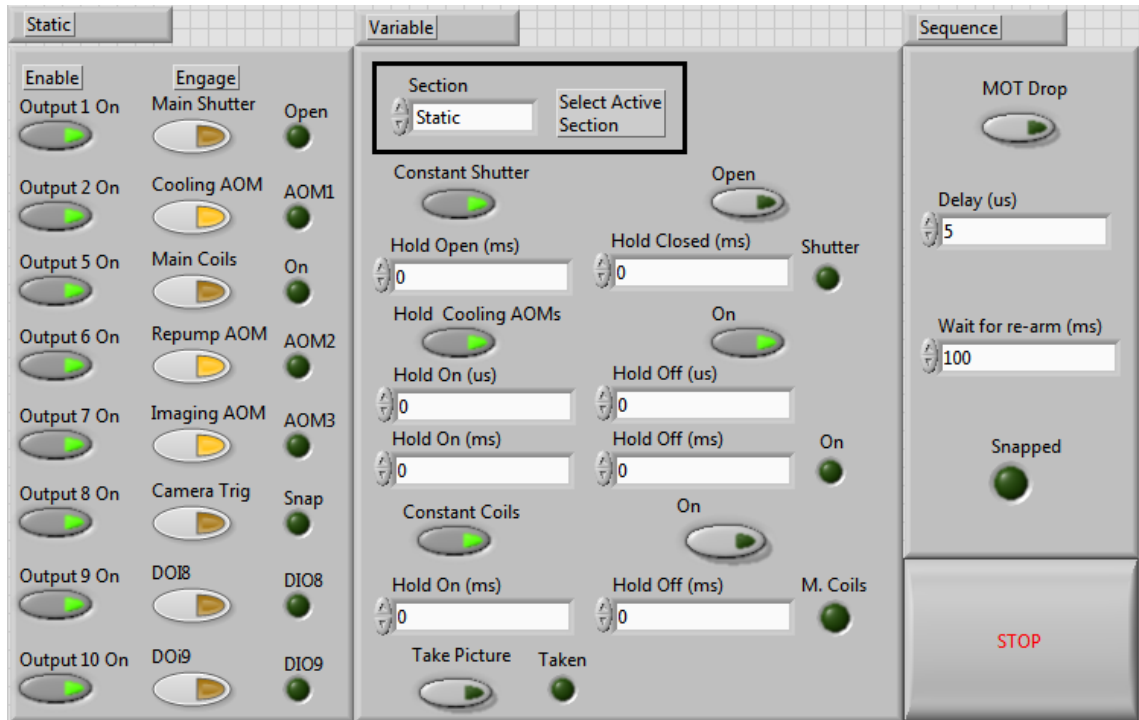 Static
Enable
Engage
Output 1 On
Main Shutter
Open
Output 2 On
Cooling AOM
AOM1
Output 5 On
Main Coils
On
Output 6 On
Repump AOM
AOM2
Output 7 On
Imaging AOM
AOM3
Output 8 On
Camera Trig
Snap
Output 9 On
DOI8
DIO8
Output 10 On
DOi9
DIO9
Variable
Section
Static
Select Active
Section
Constant Shutter
Open
Hold Open (ms)
Hold Closed (ms)
Shutter
0
0
Hold Cooling AOMs
On
Hold On (us)
Hold Off (us)
0
0
Hold On (ms)
Hold Off (ms)
On
0
0
Constant Coils
On
Hold On (ms)
Hold Off (ms)
M. Coils
0
0
Take Picture
Taken
Sequence
MOT Drop
Delay (us)
5
Wait for re-arm (ms)
100
Snapped
STOP